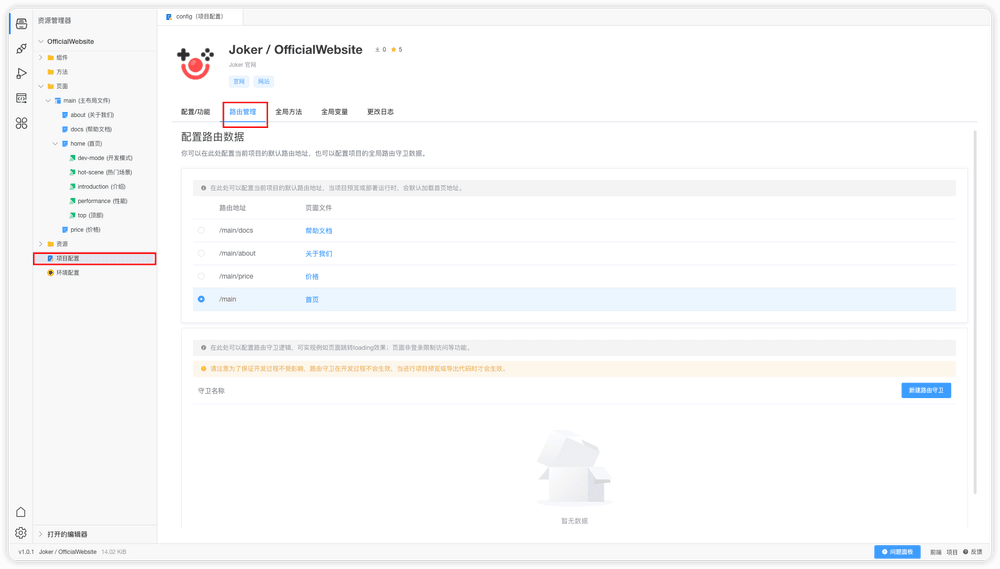 资源管理器
config（项目配置）
OfficialWebsite
组件
方法
页面
main (主布局文件)
about (关于我们)
docs (帮助文档)
home (首页)
dev-mode (开发模式)
hot-scene (热门场景)
introduction (介绍)
performance (性能)
top (顶部)
price (价格)
资源
项目配置
环境配置
打开的编辑器
Joker / OfficialWebsite 0 5
Joker 官网
官网 网站
配置/功能 路由管理 全局方法 全局变量 更改日志
配置路由数据
你可以在此处配置当前项目的默认路由地址，也可以配置项目的全局路由守卫数据。
在此处可以配置当前项目的默认路由地址，当项目预览或部署运行时，会默认加载首页地址。
路由地址 页面文件
/main/docs 帮助文档
/main/about 关于我们
/main/price 价格
/main 首页
在此处可以配置路由守卫逻辑，可实现例如页面跳转loading效果、页面非登录限制访问等功能。
请注意为了保证开发过程不受影响，路由守卫在开发过程不会生效，当进行项目预览或导出代码时才会生效。
守卫名称 新建路由守卫
暂无数据
v1.0.1 Joker / OfficialWebsite 14.02 KiB 问题面板 前端 项目 反馈